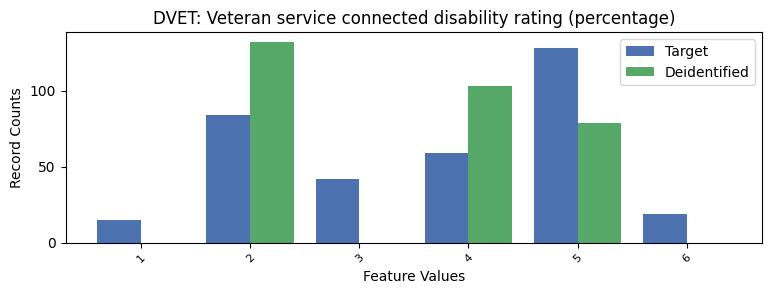 DVET: Veteran service connected disability rating (percentage)
Target
Deidentified
Record Counts
100
50
0
1
2
3
4
5
6
Feature Values